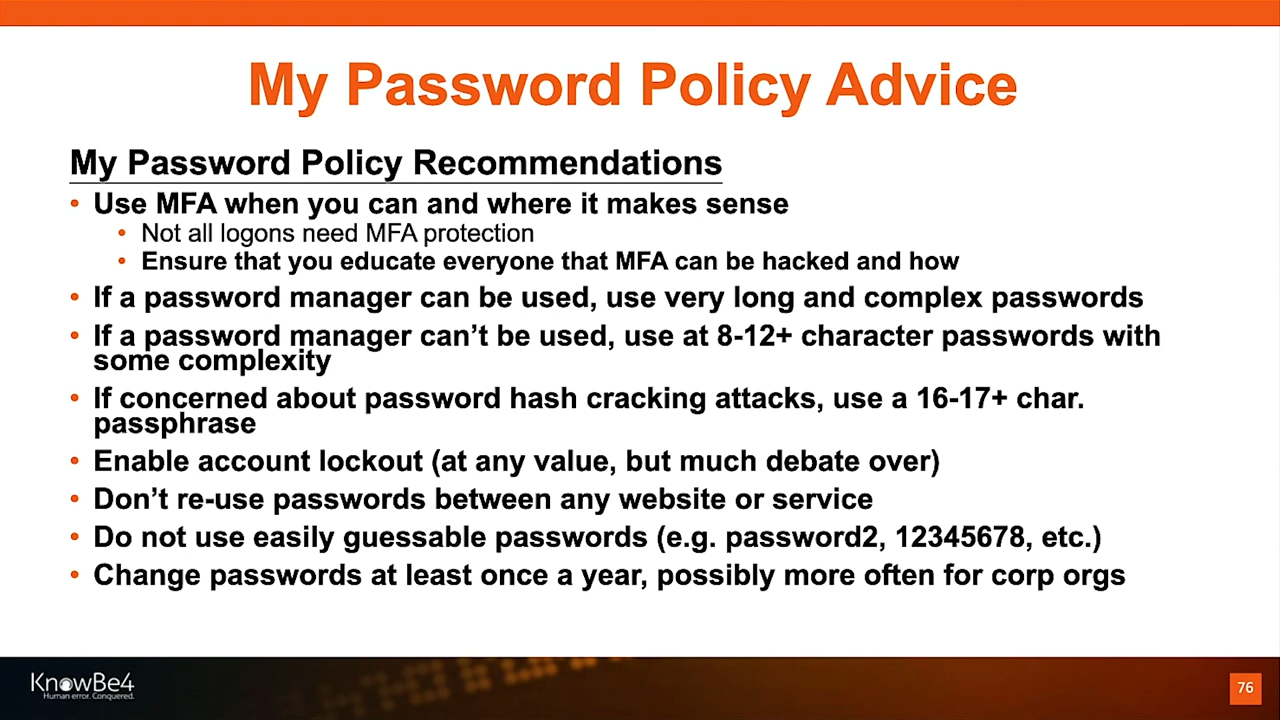 My Password Policy Advice
My Password Policy Recommendations
• Use MFA when you can and where it makes sense
• Not all logons need MFA protection
• Ensure that you educate everyone that MFA can be hacked and how
• If a password manager can be used, use very long and complex passwords
• If a password manager can’t be used, use at 8-12+ character passwords with
some complexity
• If concerned about password hash cracking attacks, use a 16-17+ char.
passphrase
• Enable account lockout (at any value, but much debate over)
• Don’t re-use passwords between any website or service
• Do not use easily guessable passwords (e.g. password2, 12345678, etc.)
• Change passwords at least once a year, possibly more often for corp orgs
KnowBe4
Human error. Conquered.
76